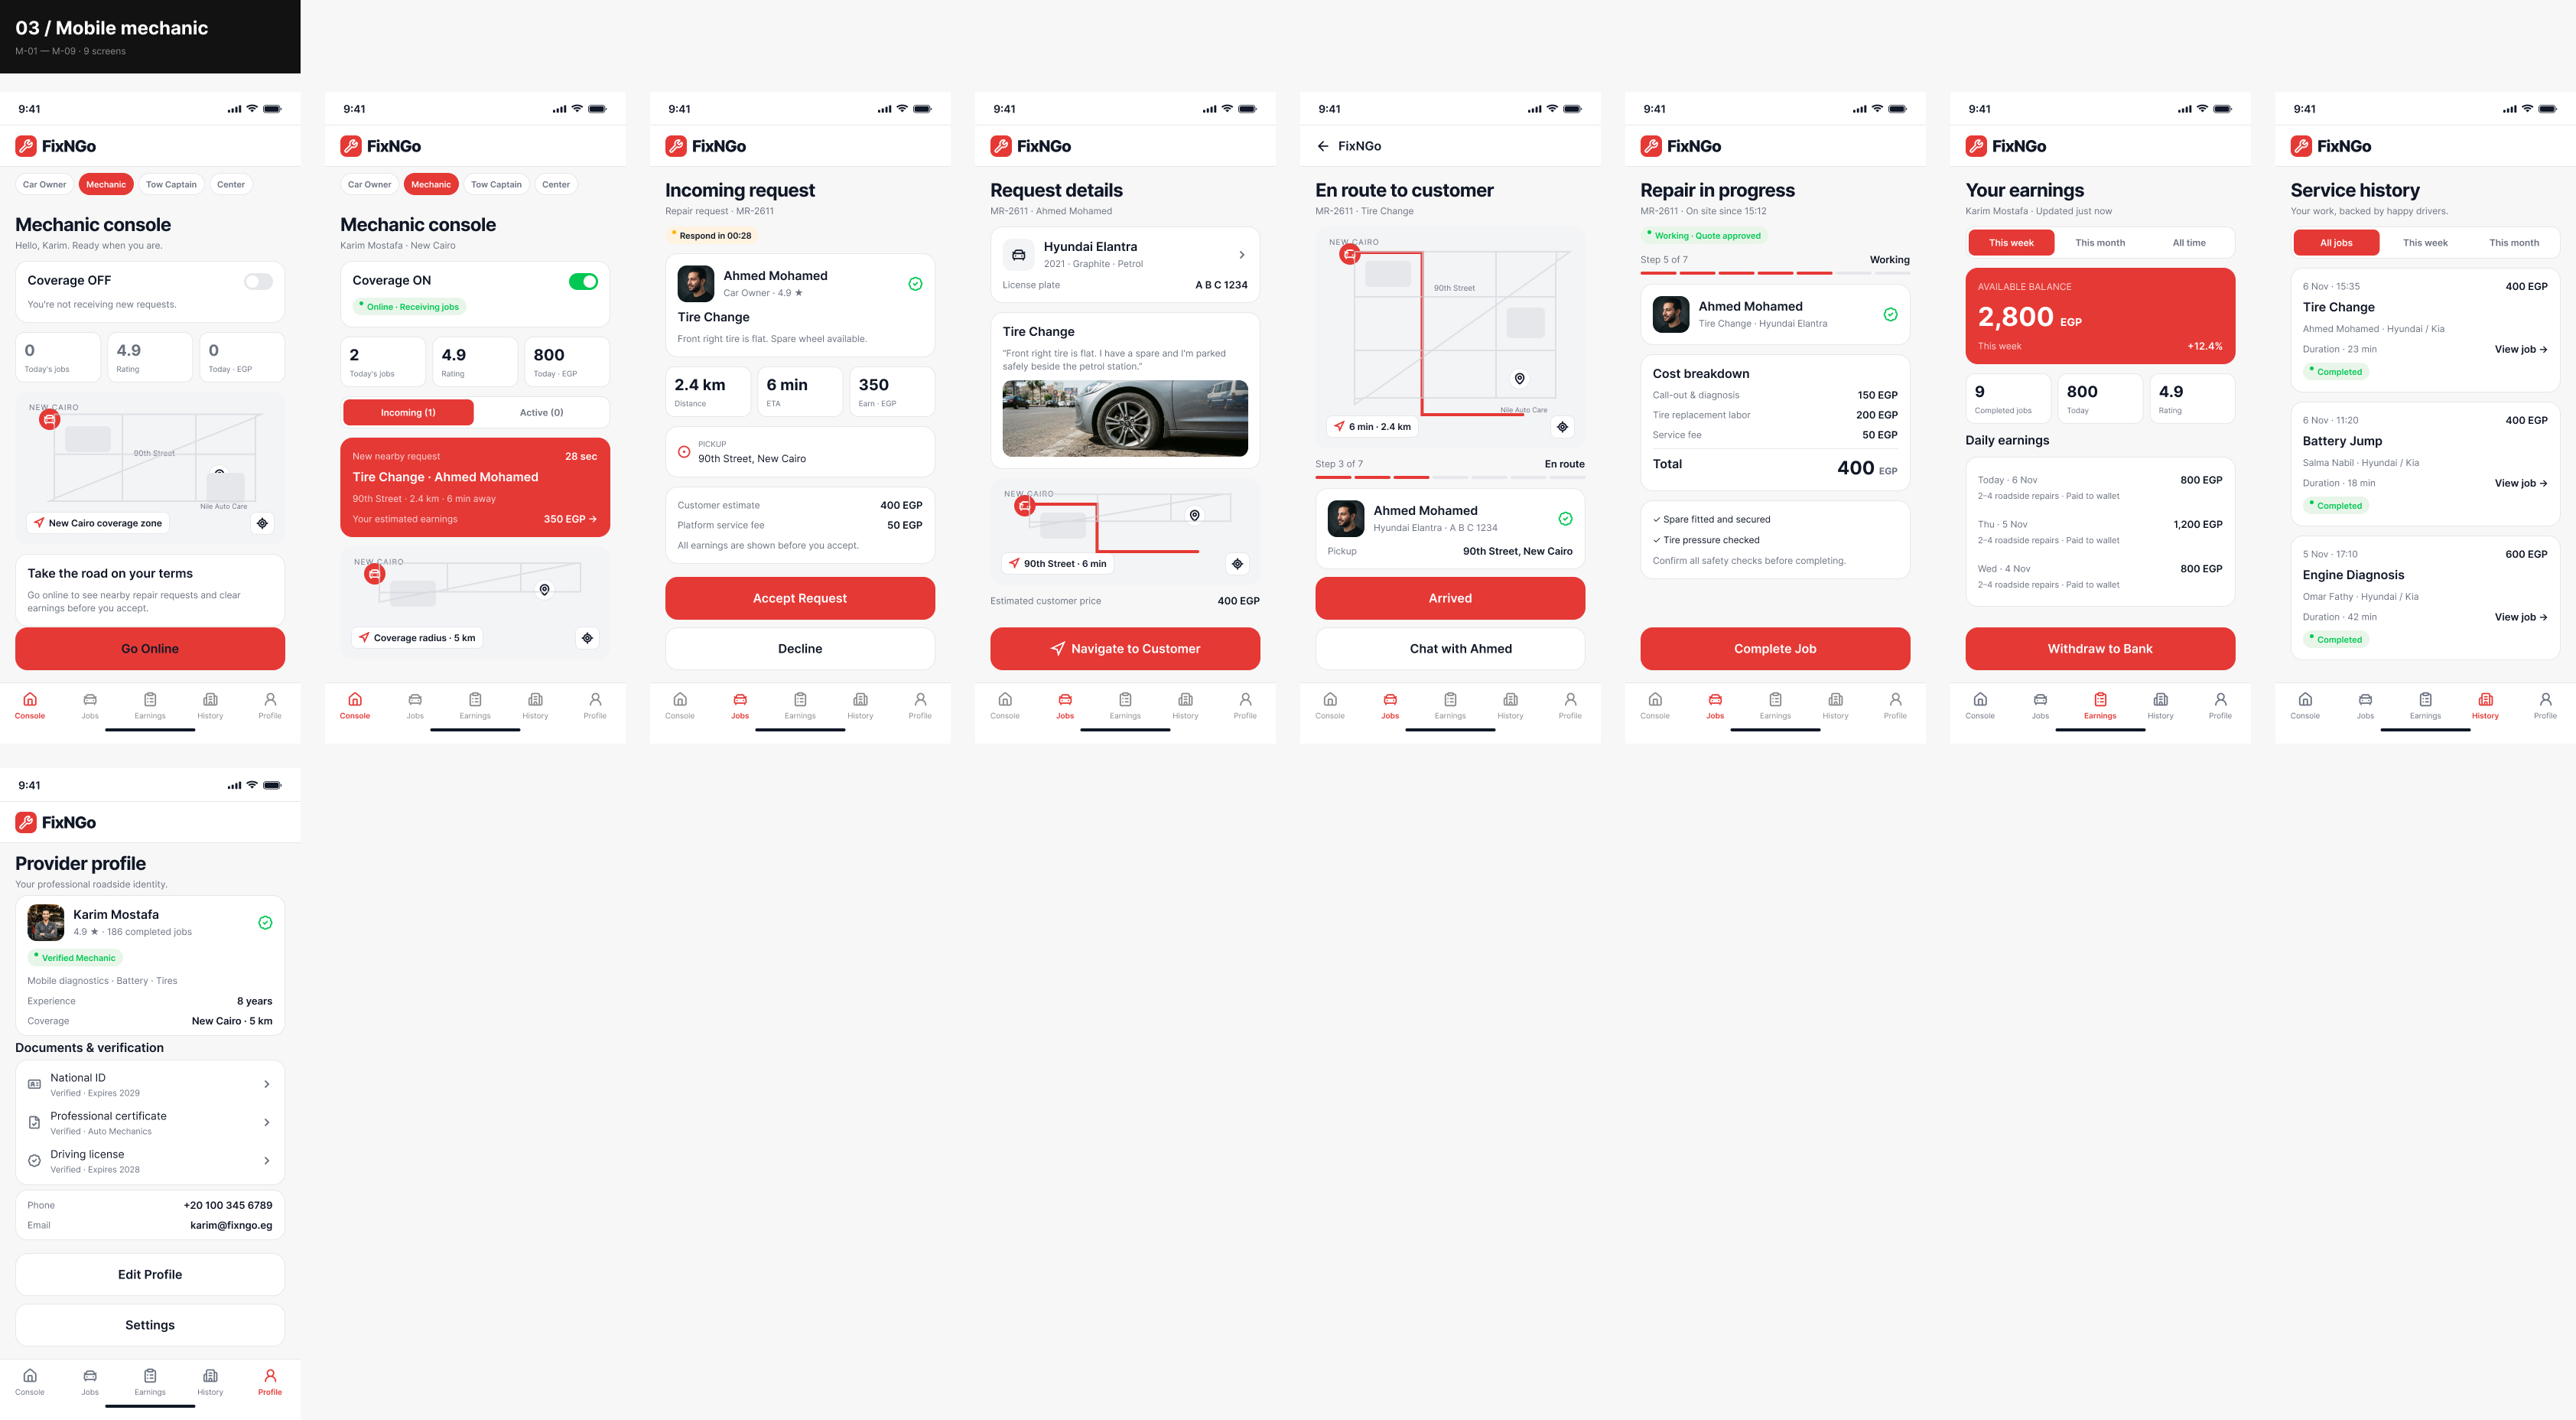 03 / Mobile mechanic
M-01 — M-09 · 9 screens
9:41
FixNGo
Car Owner
Mechanic
Tow Captain
Center
Mechanic console
Hello, Karim. Ready when you are.
Coverage OFF
You're not receiving new requests.
0
Today's jobs
4.9
Rating
0
Today · EGP
NEW CAIRO
90th Street
Nile Auto Care
New Cairo coverage zone
Take the road on your terms
Go online to see nearby repair requests and clear
earnings before you accept.
Go Online
Console
Jobs
Earnings
History
Profile
9:41
FixNGo
Car Owner
Mechanic
Tow Captain
Center
Mechanic console
Karim Mostafa · New Cairo
Coverage ON
Online · Receiving jobs
2
Today's jobs
4.9
Rating
800
Today · EGP
Incoming (1)
Active (0)
New nearby request
28 sec
Tire Change · Ahmed Mohamed
90th Street · 2.4 km · 6 min away
Your estimated earnings
350 EGP →
NEW CAIRO
Coverage radius · 5 km
Console
Jobs
Earnings
History
Profile
9:41
FixNGo
Incoming request
Repair request · MR-2611
Respond in 00:28
Ahmed Mohamed
Car Owner · 4.9 ★
Tire Change
Front right tire is flat. Spare wheel available.
2.4 km
Distance
6 min
ETA
350
Earn · EGP
PICKUP
90th Street, New Cairo
Customer estimate
400 EGP
Platform service fee
50 EGP
All earnings are shown before you accept.
Accept Request
Decline
Console
Jobs
Earnings
History
Profile
9:41
FixNGo
Request details
MR-2611 · Ahmed Mohamed
Hyundai Elantra
2021 · Graphite · Petrol
License plate
A B C 1234
Tire Change
"Front right tire is flat. I have a spare and I'm parked
safely beside the petrol station."
NEW CAIRO
90th Street · 6 min
Estimated customer price
400 EGP
Navigate to Customer
Console
Jobs
Earnings
History
Profile
9:41
← FixNGo
En route to customer
MR-2611 · Tire Change
NEW CAIRO
90th Street
Nile Auto Care
6 min · 2.4 km
Step 3 of 7
En route
Ahmed Mohamed
Hyundai Elantra · A B C 1234
Pickup
90th Street, New Cairo
Arrived
Chat with Ahmed
Console
Jobs
Earnings
History
Profile
9:41
FixNGo
Repair in progress
MR-2611 · On site since 15:12
Working · Quote approved
Step 5 of 7
Working
Ahmed Mohamed
Tire Change · Hyundai Elantra
Cost breakdown
Call-out & diagnosis
150 EGP
Tire replacement labor
200 EGP
Service fee
50 EGP
Total
400 EGP
✓ Spare fitted and secured
✓ Tire pressure checked
Confirm all safety checks before completing.
Complete Job
Console
Jobs
Earnings
History
Profile
9:41
FixNGo
Your earnings
Karim Mostafa · Updated just now
This week
This month
All time
AVAILABLE BALANCE
2,800 EGP
This week
+12.4%
9
Completed jobs
800
Today
4.9
Rating
Daily earnings
Today · 6 Nov
800 EGP
2–4 roadside repairs · Paid to wallet
Thu · 5 Nov
1,200 EGP
2–4 roadside repairs · Paid to wallet
Wed · 4 Nov
800 EGP
2–4 roadside repairs · Paid to wallet
Withdraw to Bank
Console
Jobs
Earnings
History
Profile
9:41
FixNGo
Service history
Your work, backed by happy drivers.
All jobs
This week
This month
6 Nov · 15:35
400 EGP
Tire Change
Ahmed Mohamed · Hyundai / Kia
Duration · 23 min
View job →
Completed
6 Nov · 11:20
400 EGP
Battery Jump
Salma Nabil · Hyundai / Kia
Duration · 18 min
View job →
Completed
5 Nov · 17:10
600 EGP
Engine Diagnosis
Omar Fathy · Hyundai / Kia
Duration · 42 min
View job →
Completed
Console
Jobs
Earnings
History
Profile
9:41
FixNGo
Provider profile
Your professional roadside identity.
Karim Mostafa
4.9 ★ · 186 completed jobs
Verified Mechanic
Mobile diagnostics · Battery · Tires
Experience
8 years
Coverage
New Cairo · 5 km
Documents & verification
National ID
Verified · Expires 2029
Professional certificate
Verified · Auto Mechanics
Driving license
Verified · Expires 2028
Phone
+20 100 345 6789
Email
karim@fixngo.eg
Edit Profile
Settings
Console
Jobs
Earnings
History
Profile